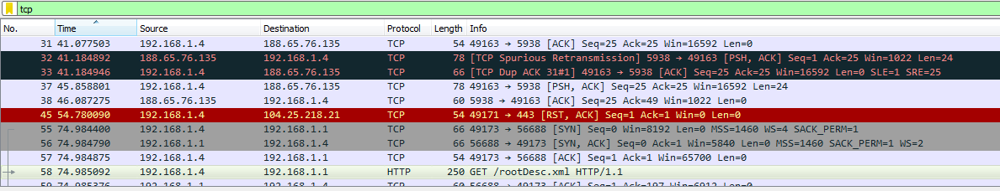 tcp
No. Time Source Destination Protocol Length Info
31 41.077503 192.168.1.4 188.65.76.135 TCP 54 49163 → 5938 [ACK] Seq=25 Ack=25 Win=16592 Len=0
32 41.184892 188.65.76.135 192.168.1.4 TCP 78 [TCP Spurious Retransmission] 5938 → 49163 [PSH, ACK] Seq=1 Ack=25 Win=1022 Len=24
33 41.184946 192.168.1.4 188.65.76.135 TCP 66 [TCP Dup ACK 31#1] 49163 → 5938 [ACK] Seq=25 Ack=25 Win=16592 Len=0 SLE=1 SRE=25
37 45.858801 192.168.1.4 188.65.76.135 TCP 78 49163 → 5938 [PSH, ACK] Seq=25 Ack=25 Win=16592 Len=24
38 46.087275 188.65.76.135 192.168.1.4 TCP 60 5938 → 49163 [ACK] Seq=25 Ack=49 Win=1022 Len=0
45 54.780090 192.168.1.4 104.25.218.21 TCP 54 49171 → 443 [RST, ACK] Seq=1 Ack=1 Win=0 Len=0
55 74.984400 192.168.1.4 192.168.1.1 TCP 66 49173 → 56688 [SYN] Seq=0 Win=8192 Len=0 MSS=1460 WS=4 SACK_PERM=1
56 74.984790 192.168.1.1 192.168.1.4 TCP 66 56688 → 49173 [SYN, ACK] Seq=0 Ack=1 Win=5840 Len=0 MSS=1460 SACK_PERM=1 WS=2
57 74.984875 192.168.1.4 192.168.1.1 TCP 54 49173 → 56688 [ACK] Seq=1 Ack=1 Win=65700 Len=0
58 74.985092 192.168.1.4 192.168.1.1 HTTP 250 GET /rootDesc.xml HTTP/1.1
59 74.985376 192.168.1.1 192.168.1.4 TCP 60 56688 → 49173 [ACK] Seq=1 Ack=197 Win=6912 Len=0